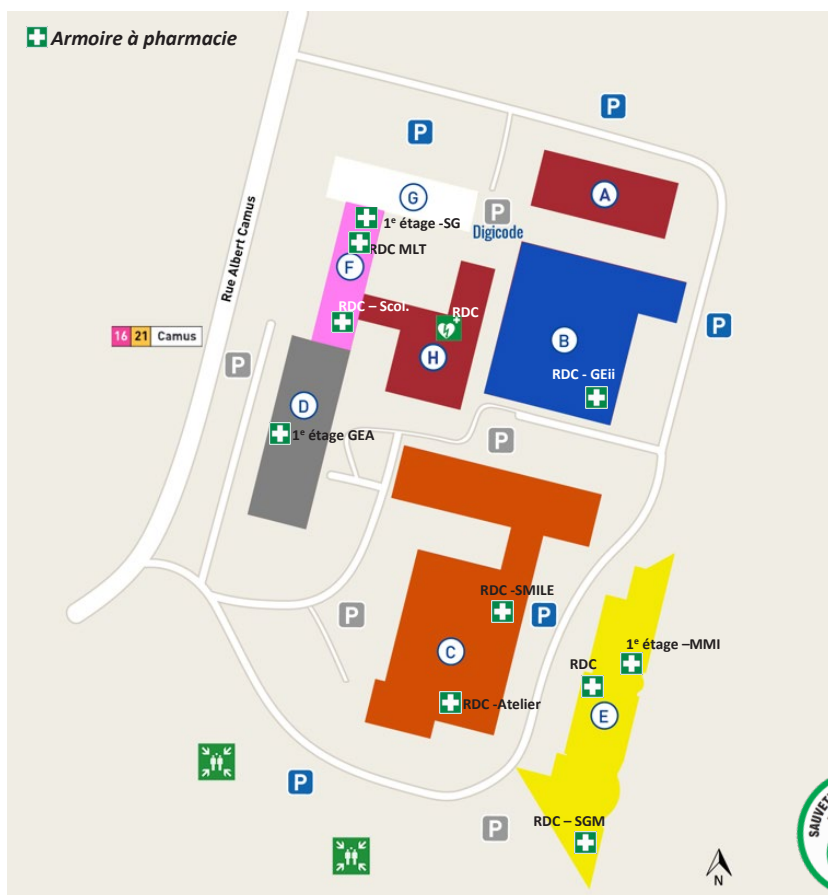 Armoire à pharmacie
P
P
A
G
P
Digicode
1e étage -SG
RDC MLT
F
Rue Albert Camus
RDC – Scol.
RDC
P
16 21 Camus
B
H
P
RDC - GEii
D
1e étage GEA
P
RDC -SMILE
P
P
1e étage –MMI
C
RDC
RDC -Atelier
E
P
RDC – SGM
P
N